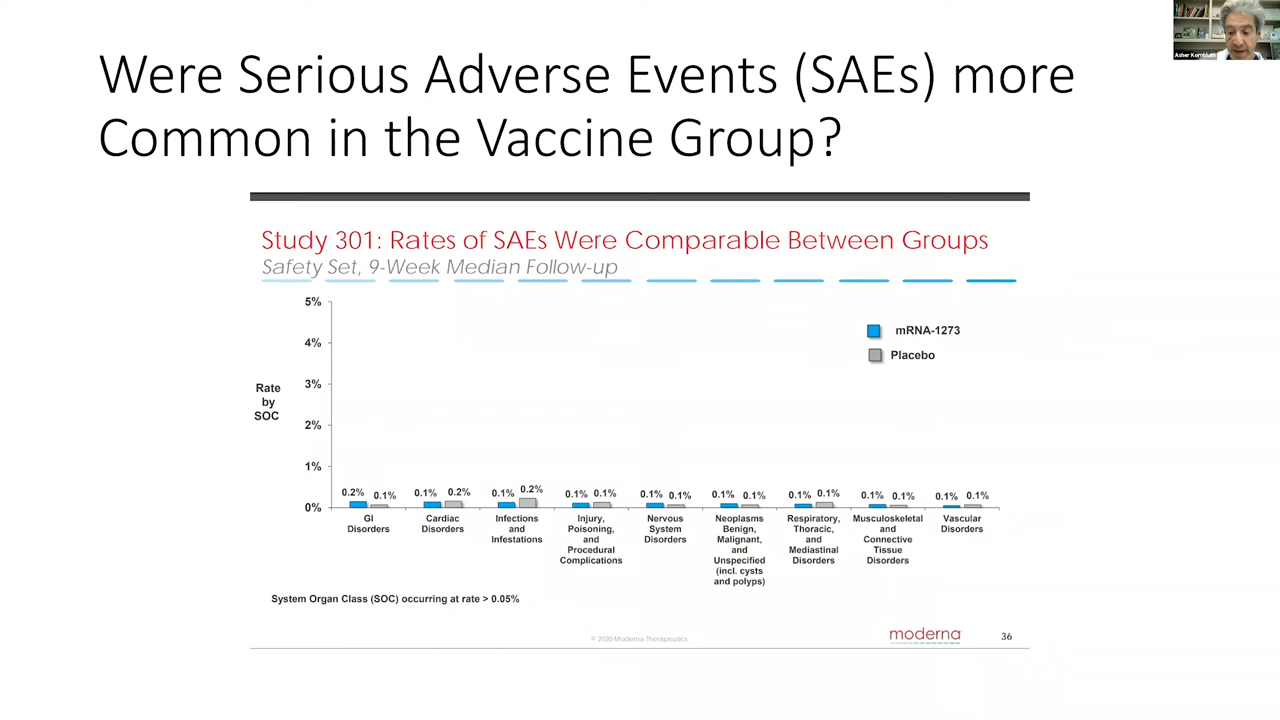 Asher Kornbluth
Were Serious Adverse Events (SAEs) more
Common in the Vaccine Group?
Study 301: Rates of SAEs Were Comparable Between Groups
Safety Set, 9-Week Median Follow-up
5%
4%
3%
2%
1%
0%
Rate
by
SOC
mRNA-1273
Placebo
0.2% 0.1%
0.1% 0.2%
0.1% 0.2%
0.1% 0.1%
0.1% 0.1%
0.1% 0.1%
0.1% 0.1%
0.1% 0.1%
0.1% 0.1%
GI
Disorders
Cardiac
Disorders
Infections
and
Infestations
Injury,
Poisoning,
and
Procedural
Complications
Nervous
System
Disorders
Neoplasms
Benign,
Malignant,
and
Unspecified
(incl. cysts
and polyps)
Respiratory,
Thoracic,
and
Mediastinal
Disorders
Musculoskeletal
and
Connective
Tissue
Disorders
Vascular
Disorders
System Organ Class (SOC) occurring at rate > 0.05%
© 2020 Moderna Therapeutics
moderna
36